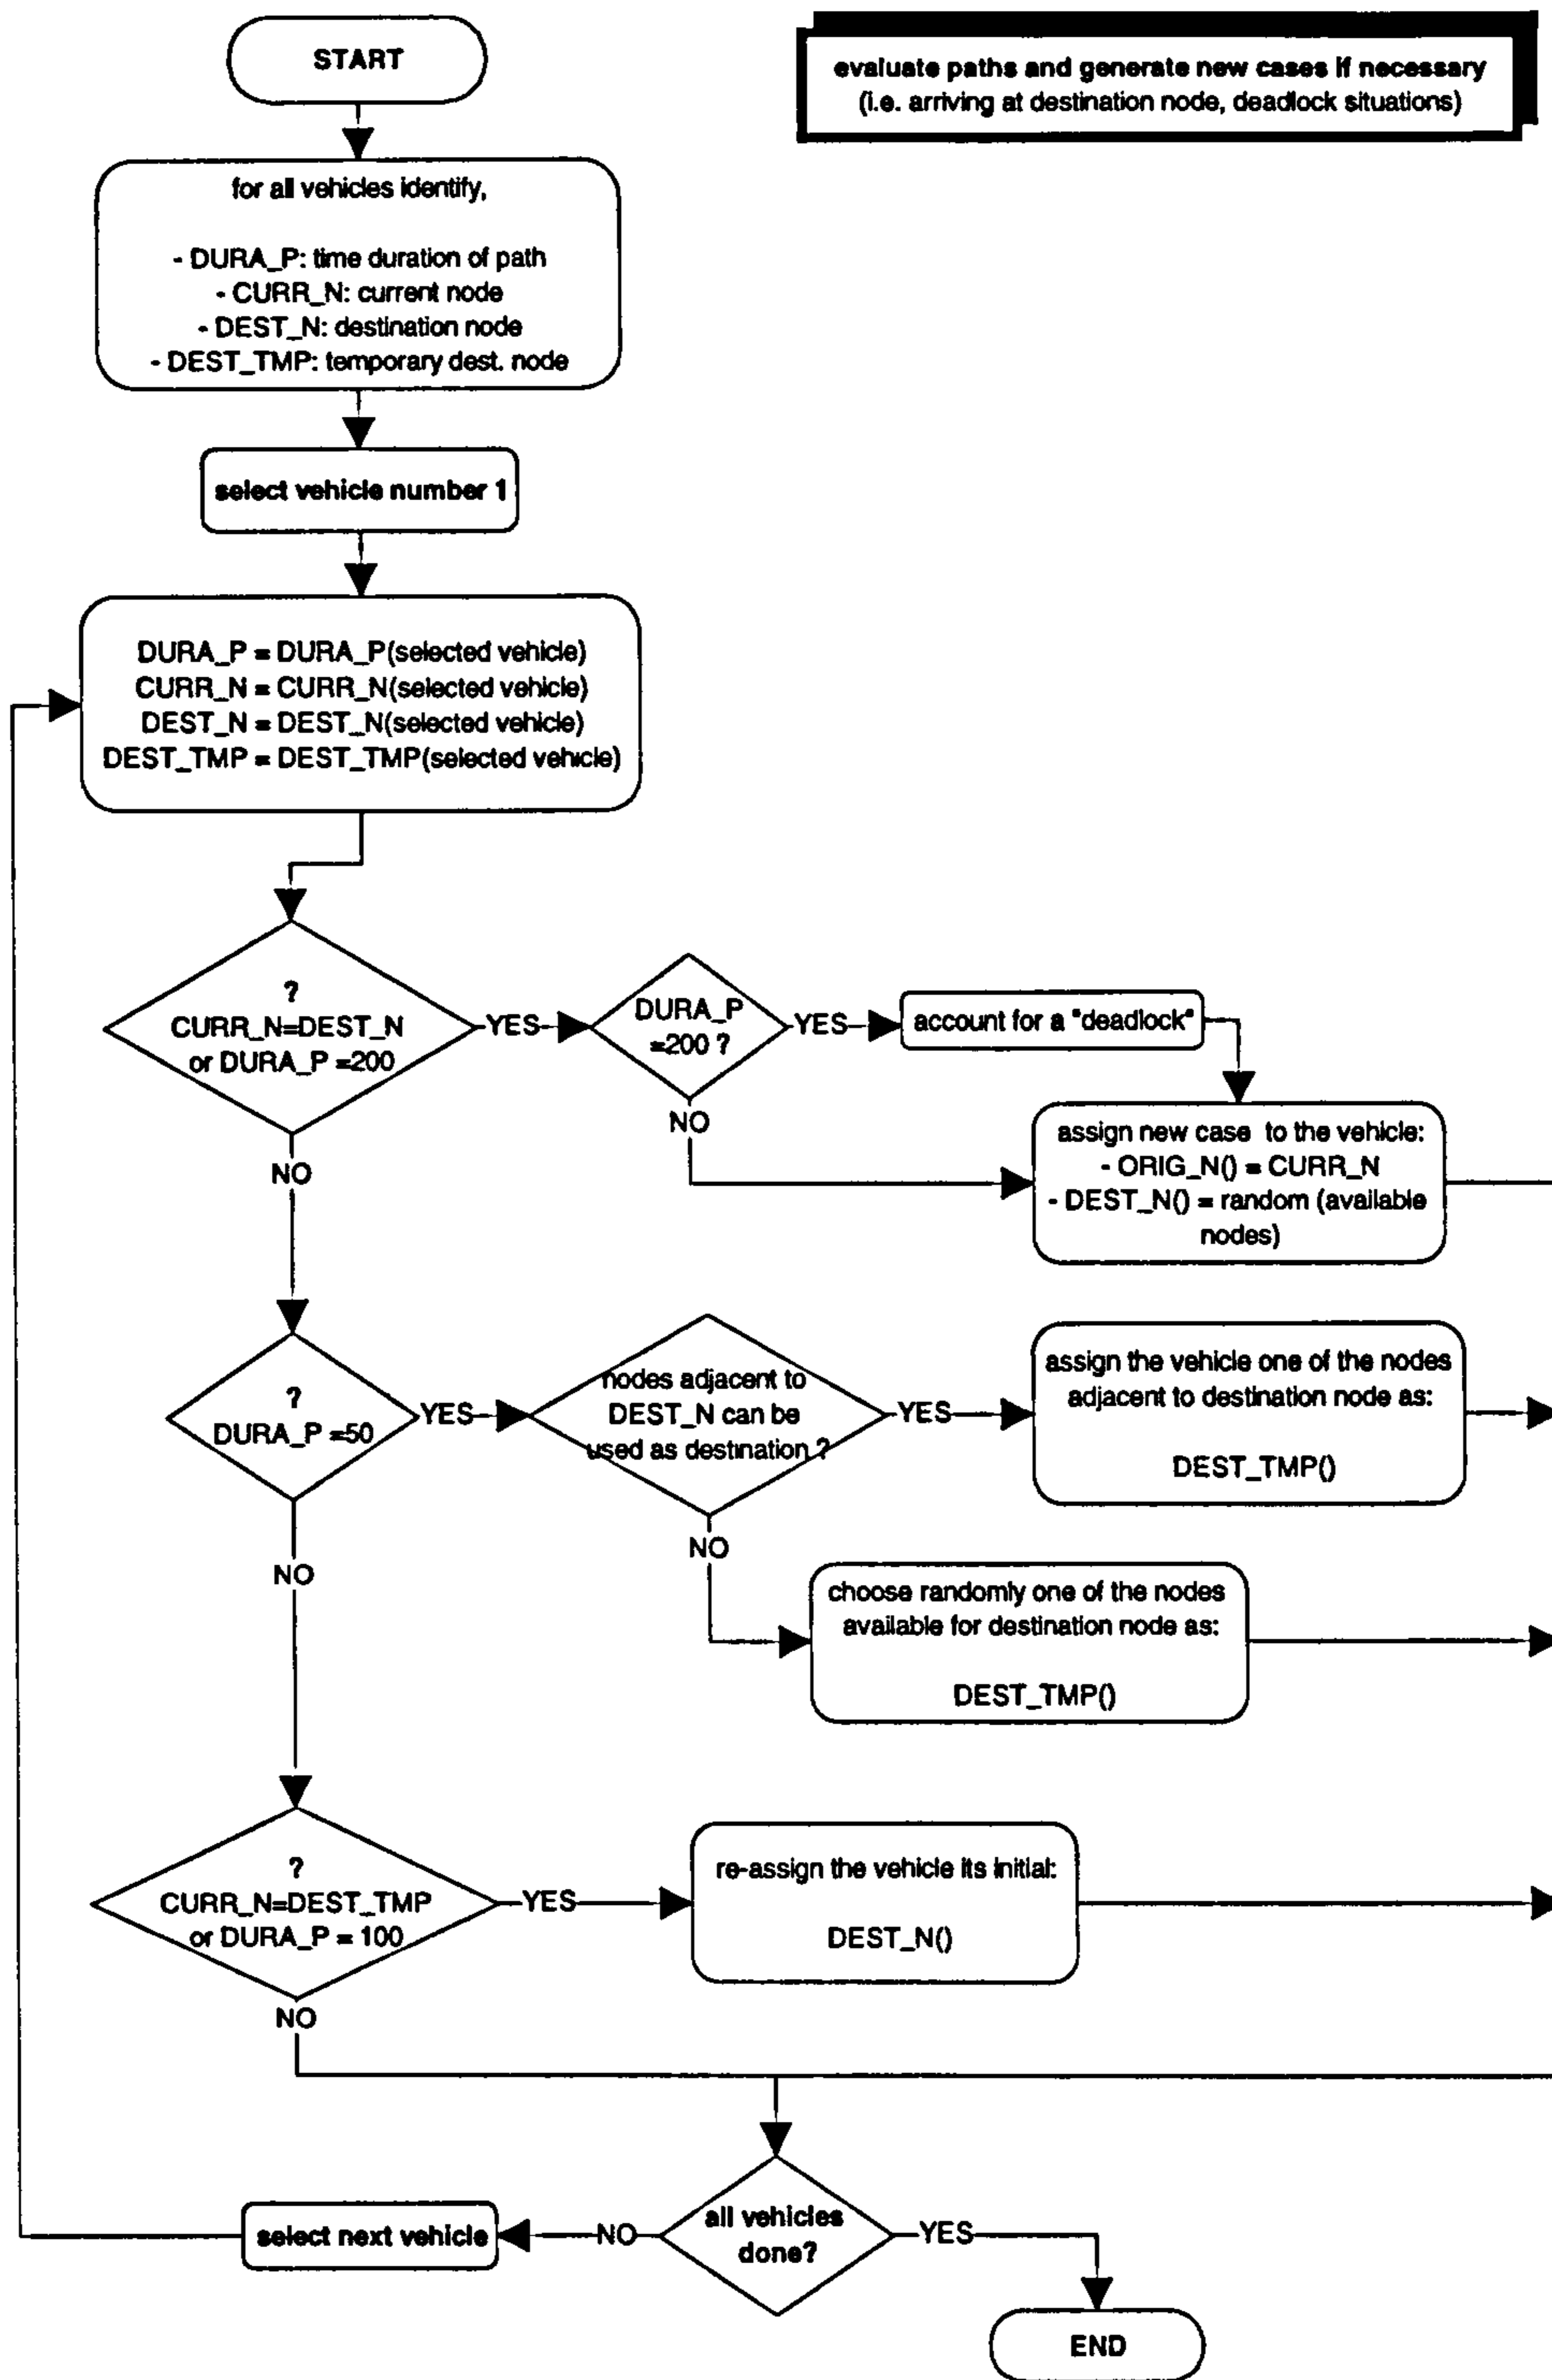 START
evaluate paths and generate new cases if necessary
(i.e. arriving at destination node, deadlock situations)
for all vehicles identify,
- DURA_P: time duration of path
- CURR_N: current node
- DEST_N: destination node
- DEST_TMP: temporary dest. node
select vehicle number 1
DURA_P = DURA_P(selected vehicle)
CURR_N = CURR_N(selected vehicle)
DEST_N = DEST_N(selected vehicle)
DEST_TMP = DEST_TMP(selected vehicle)
?
CURR_N=DEST_N
or DURA_P =200
YES
DURA_P
=200 ?
YES
account for a "deadlock"
NO
NO
assign new case to the vehicle:
- ORIG_N() = CURR_N
- DEST_N() = random (available
nodes)
?
DURA_P =50
YES
nodes adjacent to
DEST_N can be
used as destination ?
YES
assign the vehicle one of the nodes
adjacent to destination node as:
DEST_TMP()
NO
NO
choose randomly one of the nodes
available for destination node as:
DEST_TMP()
?
CURR_N=DEST_TMP
or DURA_P = 100
YES
re-assign the vehicle its initial:
DEST_N()
NO
select next vehicle
NO
all vehicles
done?
YES
END